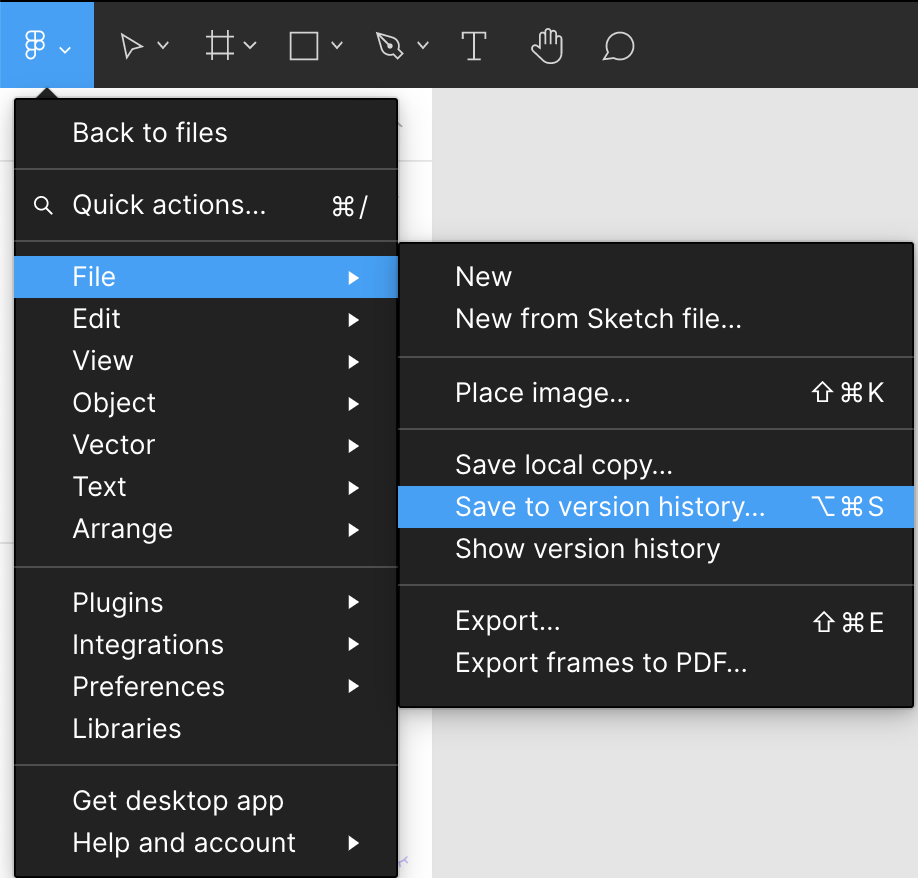 Back to files
Quick actions... ⌘/
File
Edit
View
Object
Vector
Text
Arrange
Plugins
Integrations
Preferences
Libraries
Get desktop app
Help and account
New
New from Sketch file...
Place image... ⇧⌘K
Save local copy...
Save to version history... ⌥⌘S
Show version history
Export... ⇧⌘E
Export frames to PDF...